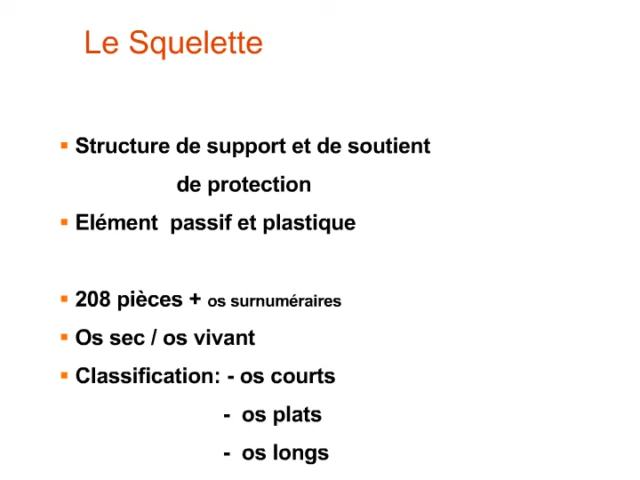 Le Squelette
▪ Structure de support et de soutient
de protection
▪ Elément passif et plastique
▪ 208 pièces + os surnuméraires
▪ Os sec / os vivant
▪ Classification: - os courts
- os plats
- os longs